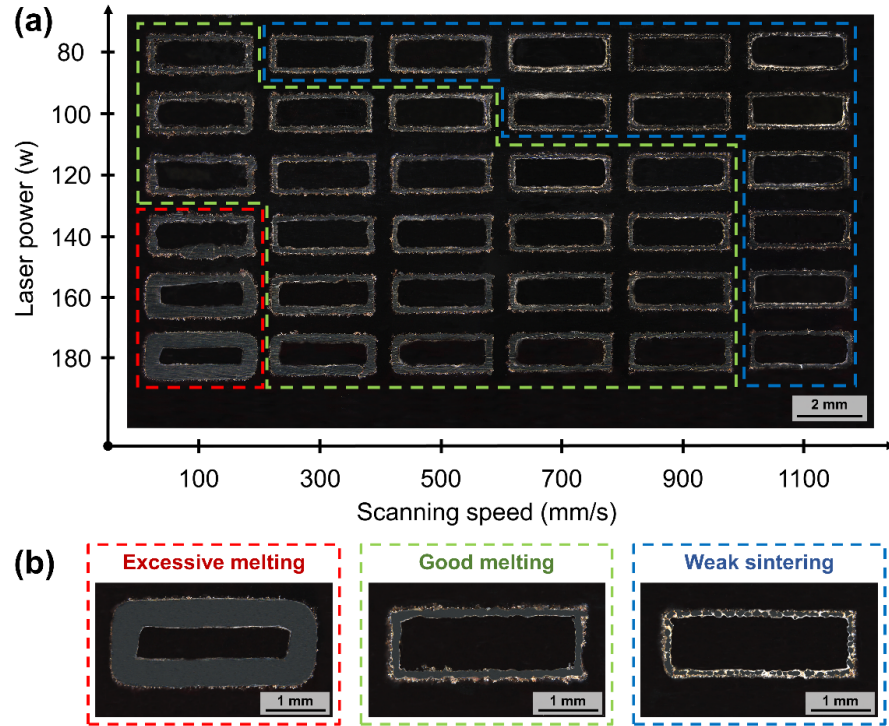 (a)
80
100
120
140
160
180
Laser power (w)
2 mm
100 300 500 700 900 1100
Scanning speed (mm/s)
(b)
Excessive melting Good melting Weak sintering
1 mm 1 mm 1 mm